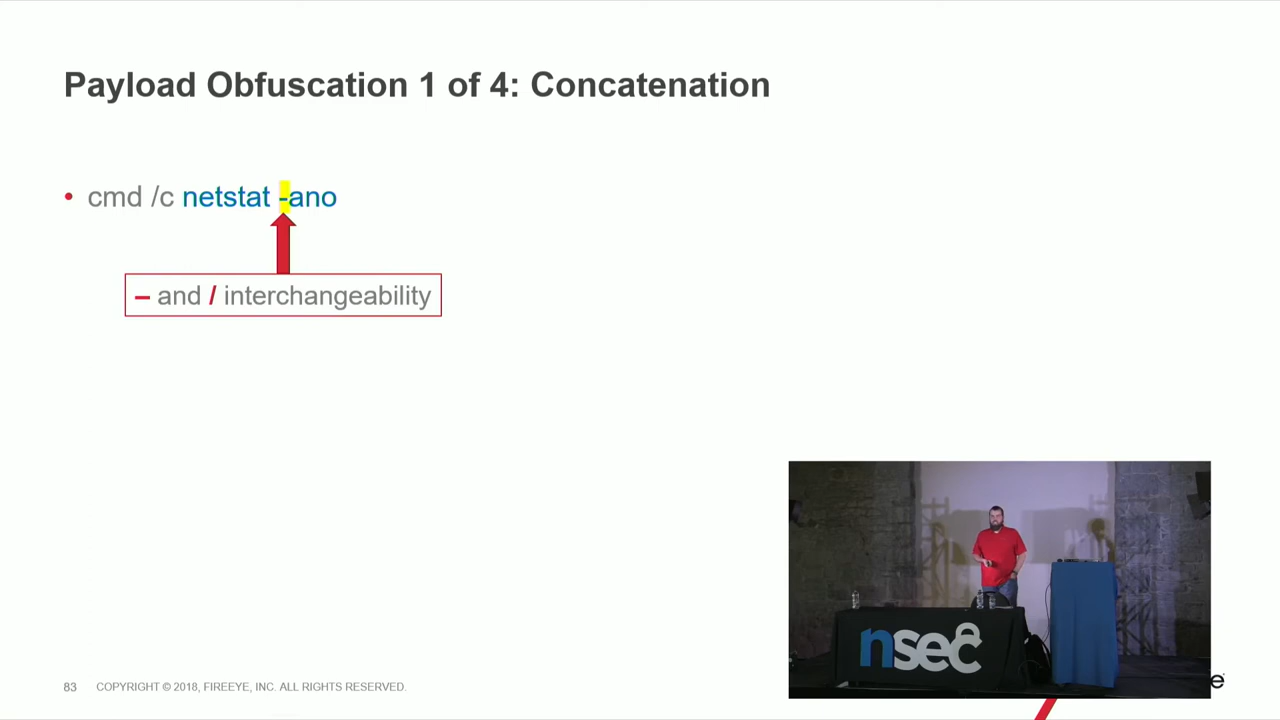 Payload Obfuscation 1 of 4: Concatenation
• cmd /c netstat -ano
– and / interchangeability
nsec
83 COPYRIGHT © 2018, FIREEYE, INC. ALL RIGHTS RESERVED.